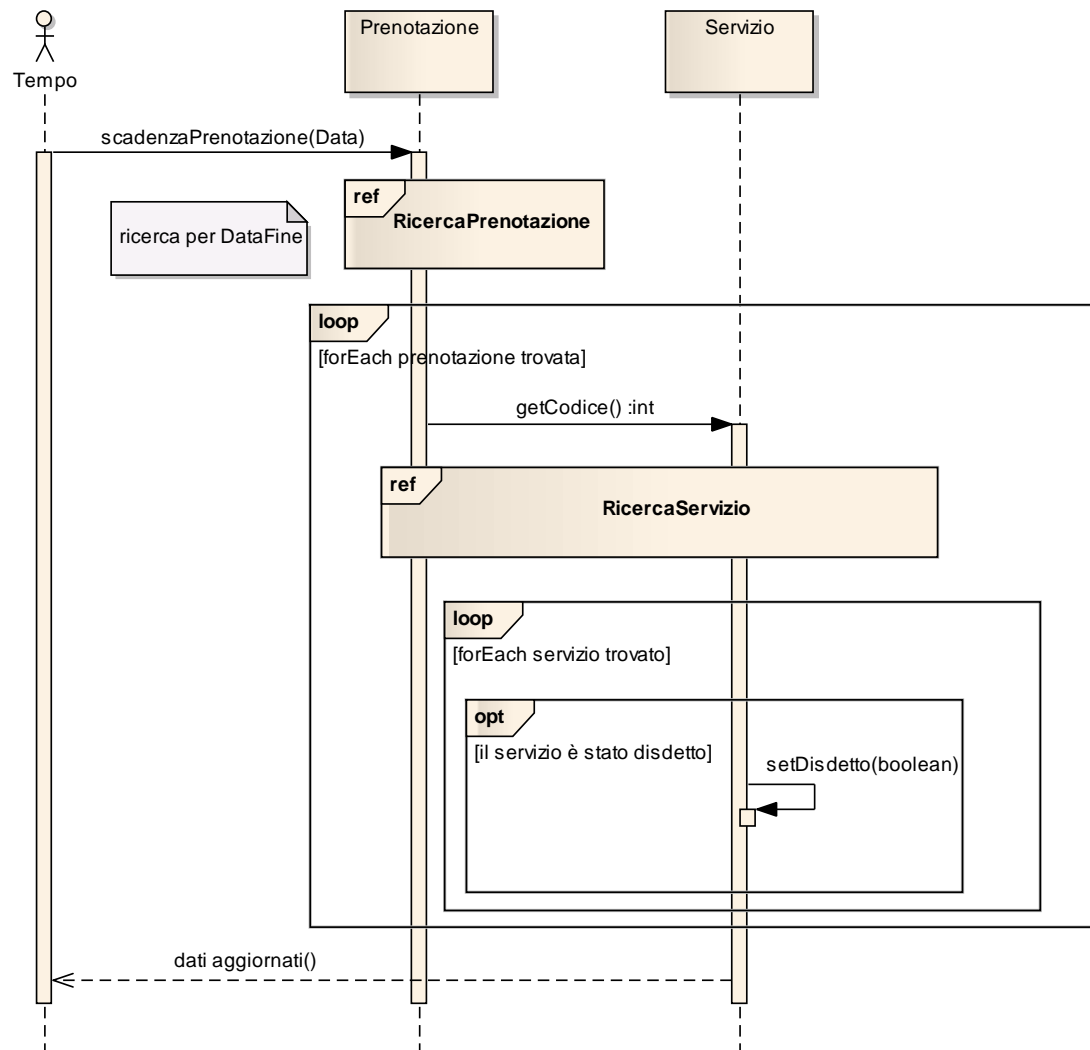 Prenotazione
Servizio
Tempo
scadenzaPrenotazione(Data)
ref
RicercaPrenotazione
ricerca per DataFine
loop
[forEach prenotazione trovata]
getCodice() :int
ref
RicercaServizio
loop
[forEach servizio trovato]
opt
[il servizio è stato disdetto]
setDisdetto(boolean)
dati aggiornati()